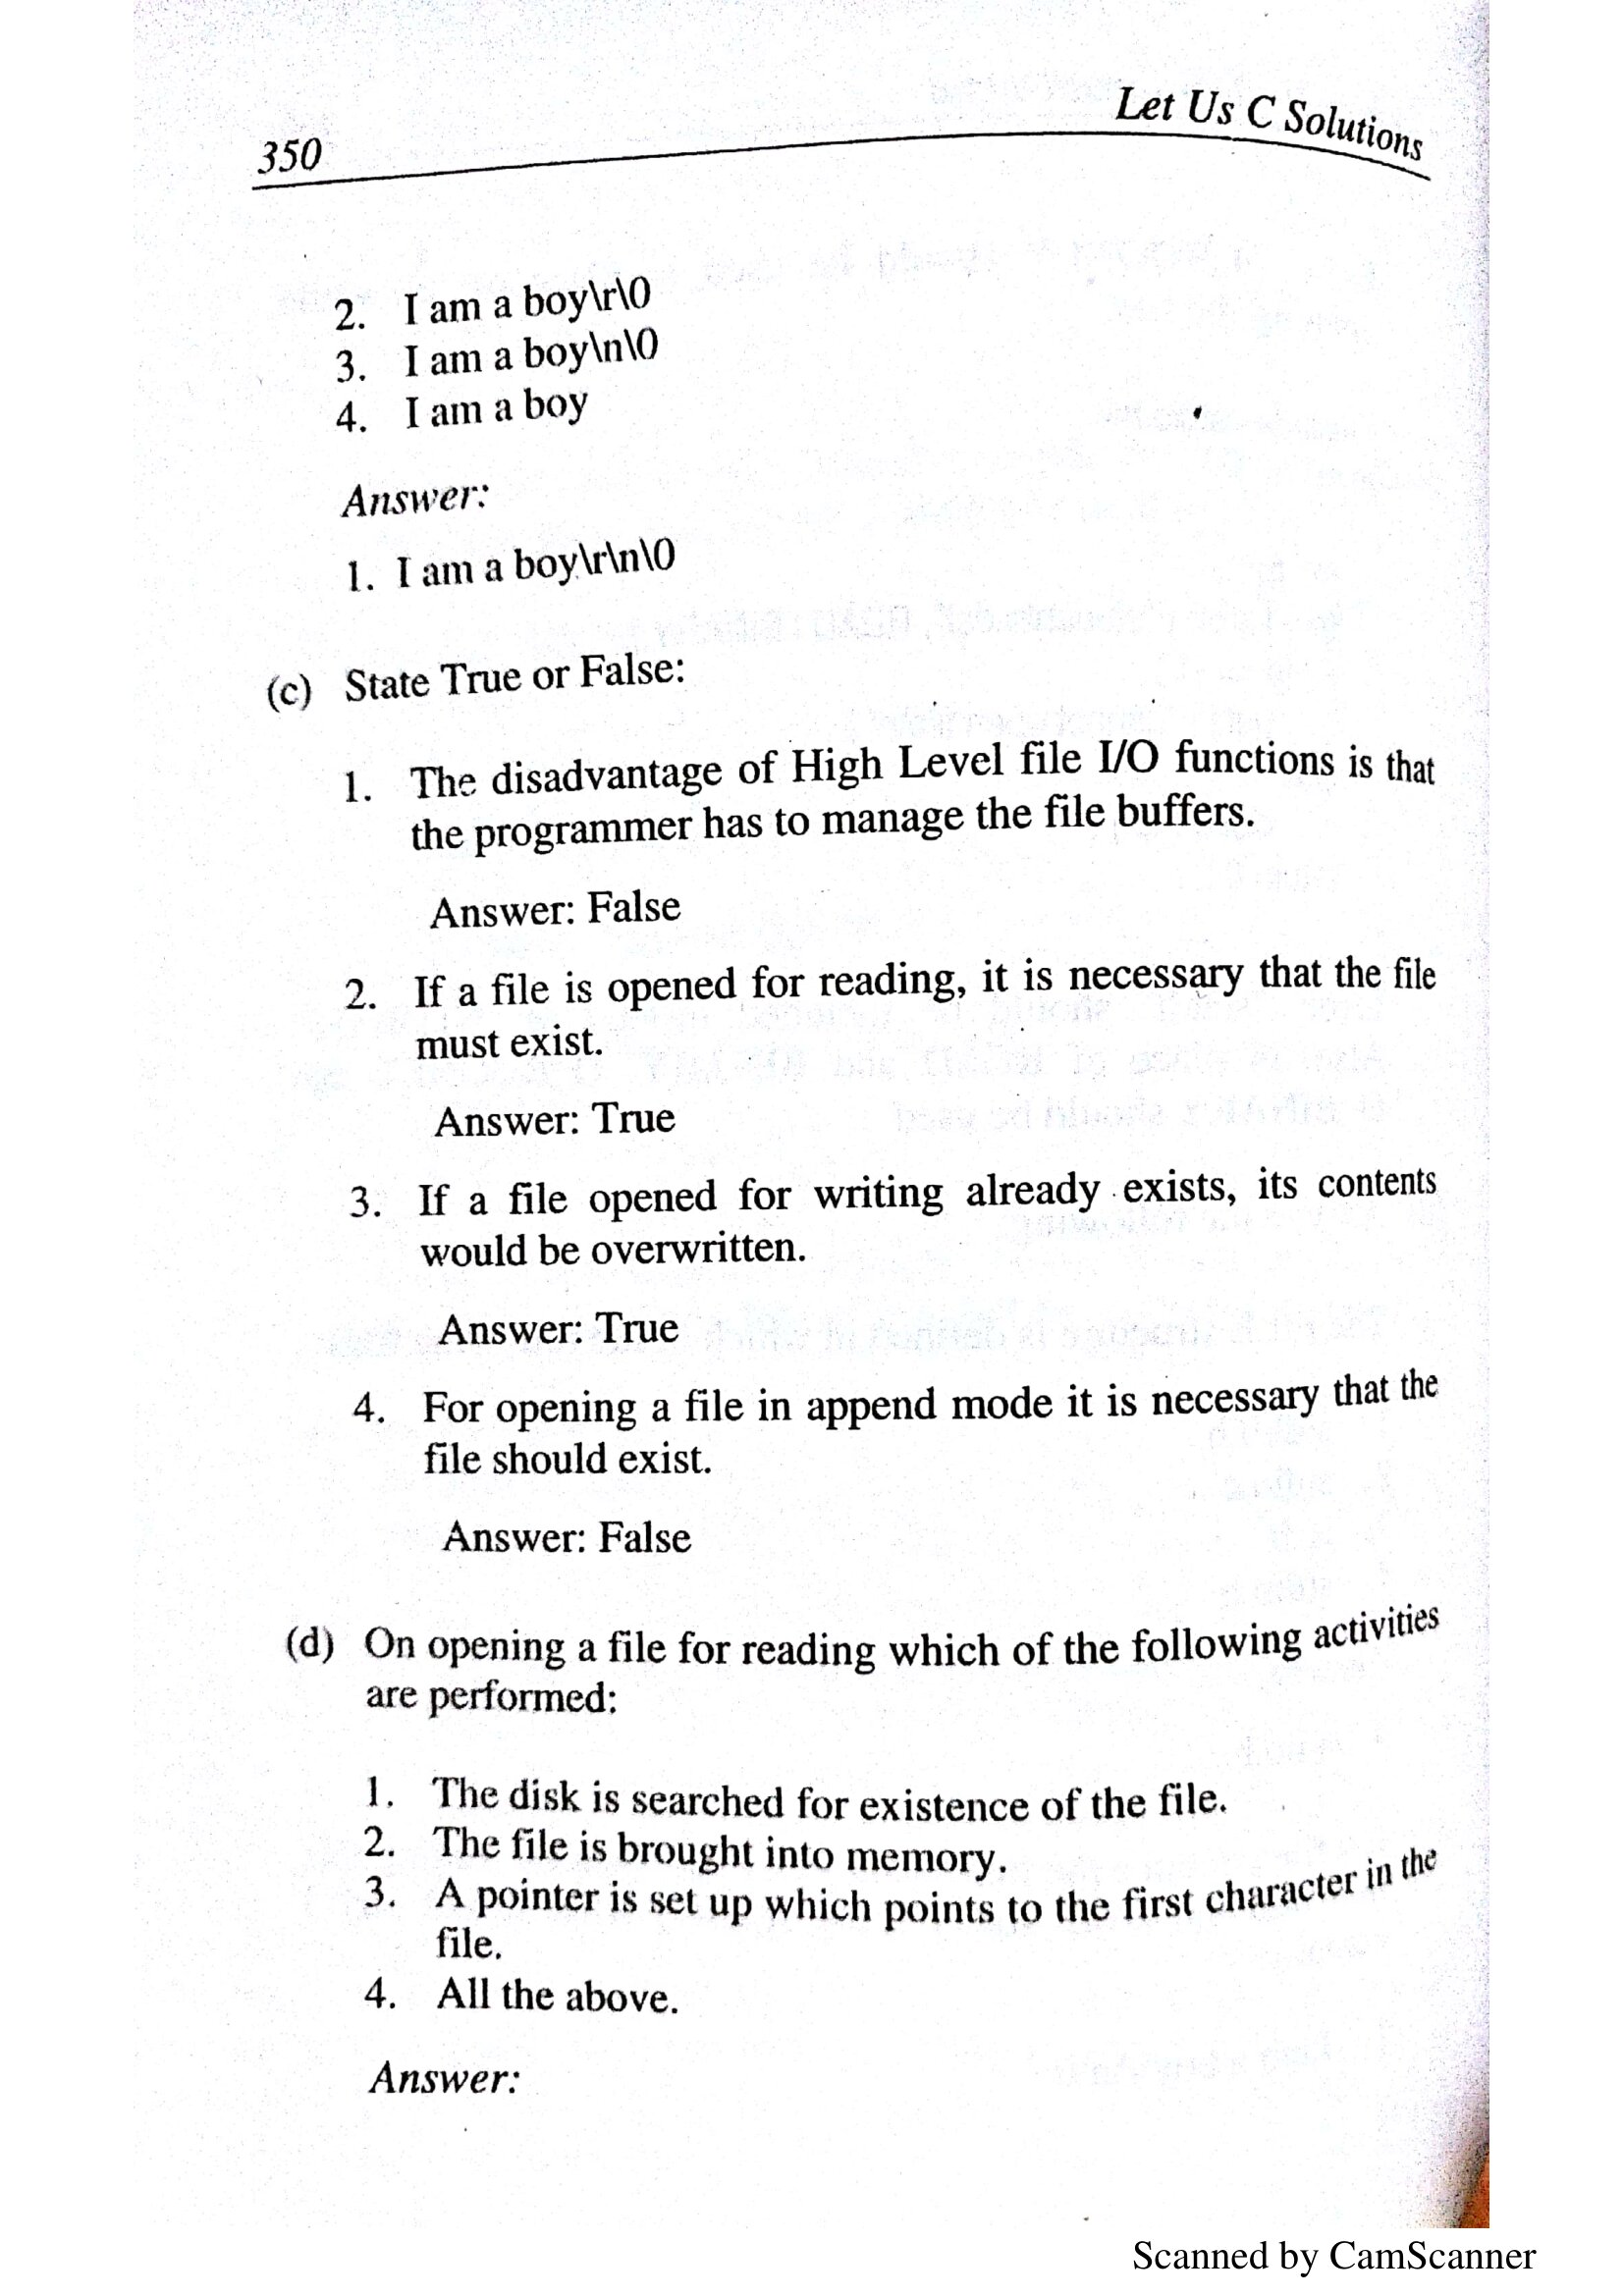 350
Let Us C Solutions
2. I am a boy\r\0
3. I am a boy\n\0
4. I am a boy
Answer:
1. I am a boy\r\n\0
(c) State True or False:
1. The disadvantage of High Level file I/O functions is that
the programmer has to manage the file buffers.
Answer: False
2. If a file is opened for reading, it is necessary that the file
must exist.
Answer: True
3. If a file opened for writing already exists, its contents
would be overwritten.
Answer: True
4. For opening a file in append mode it is necessary that the
file should exist.
Answer: False
(d) On opening a file for reading which of the following activities
are performed:
1. The disk is searched for existence of the file.
2. The file is brought into memory.
3. A pointer is set up which points to the first character in the
file.
4. All the above.
Answer:
Scanned by CamScanner